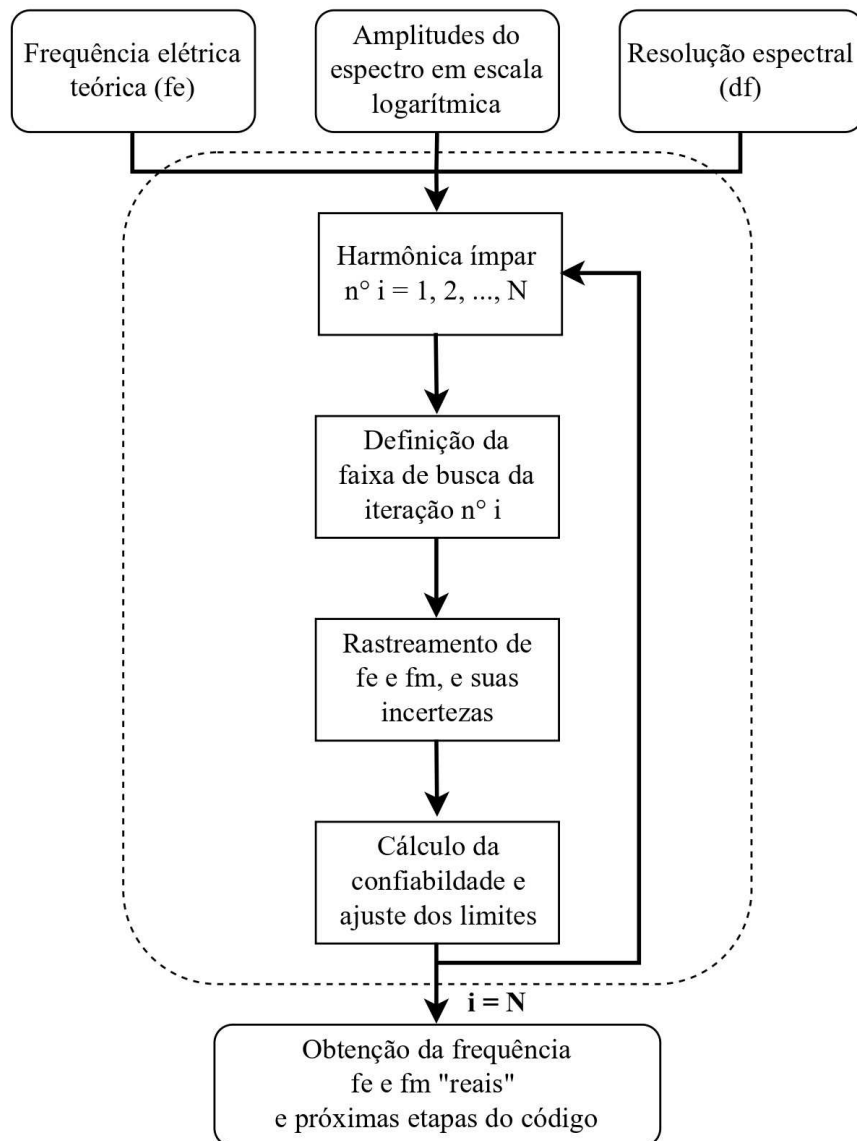 Frequência elétrica
teórica (fe)
Amplitudes do
espectro em escala
logarítmica
Resolução espectral
(df)
Harmônica ímpar
n° i = 1, 2, ..., N
Definição da
faixa de busca da
iteração n° i
Rastreamento de
fe e fm, e suas
incertezas
Cálculo da
confiabildade e
ajuste dos limites
i = N
Obtenção da frequência
fe e fm "reais"
e próximas etapas do código